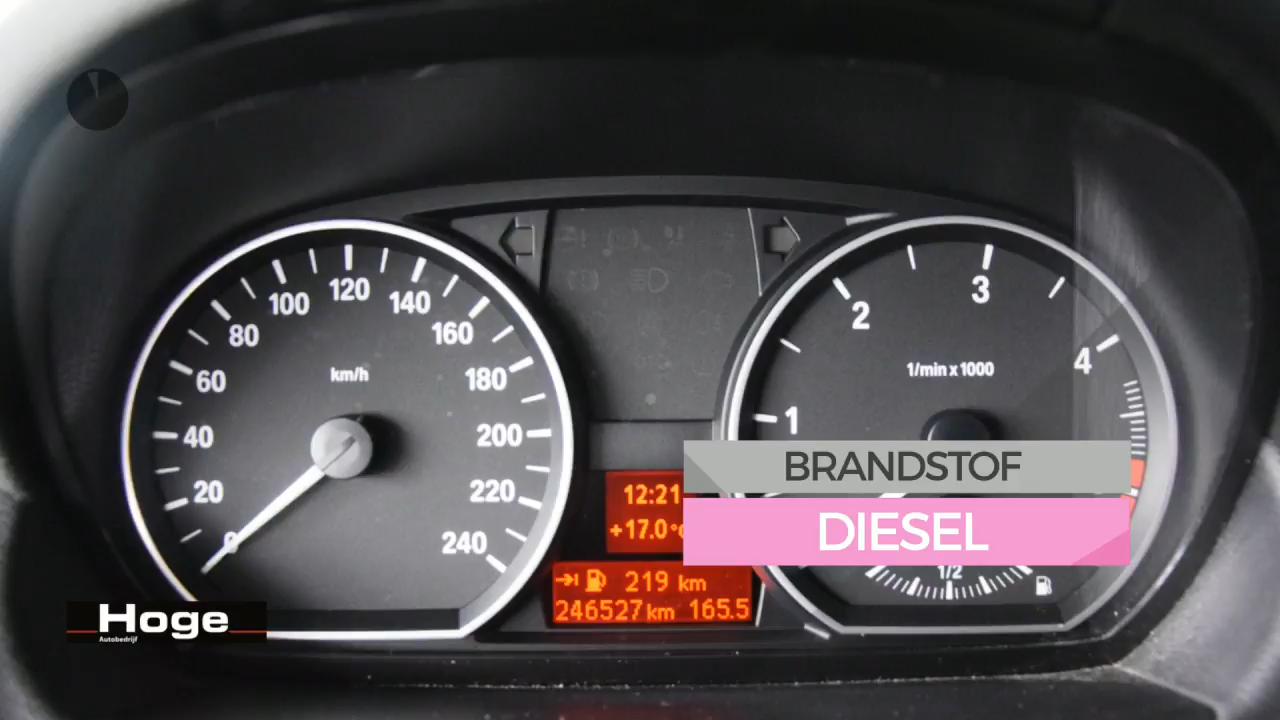 0
20
40
60
80
100
120
140
160
180
200
220
240
km/h
1
2
3
4
1/min x 1000
12:21
+17.0°
219 km
246527 km 165.5
1/2
BRANDSTOF
DIESEL
Hoge
Autobedrijf